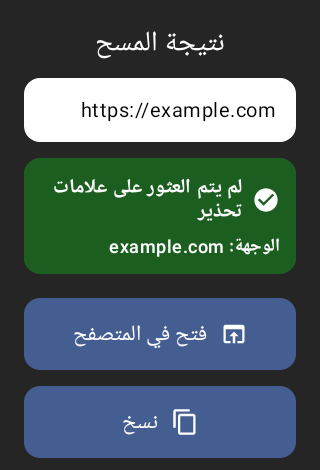 نتيجة المسح
https://example.com
لم يتم العثور على علامات
تحذير
الوجهة: example.com
فتح في المتصفح
نسخ